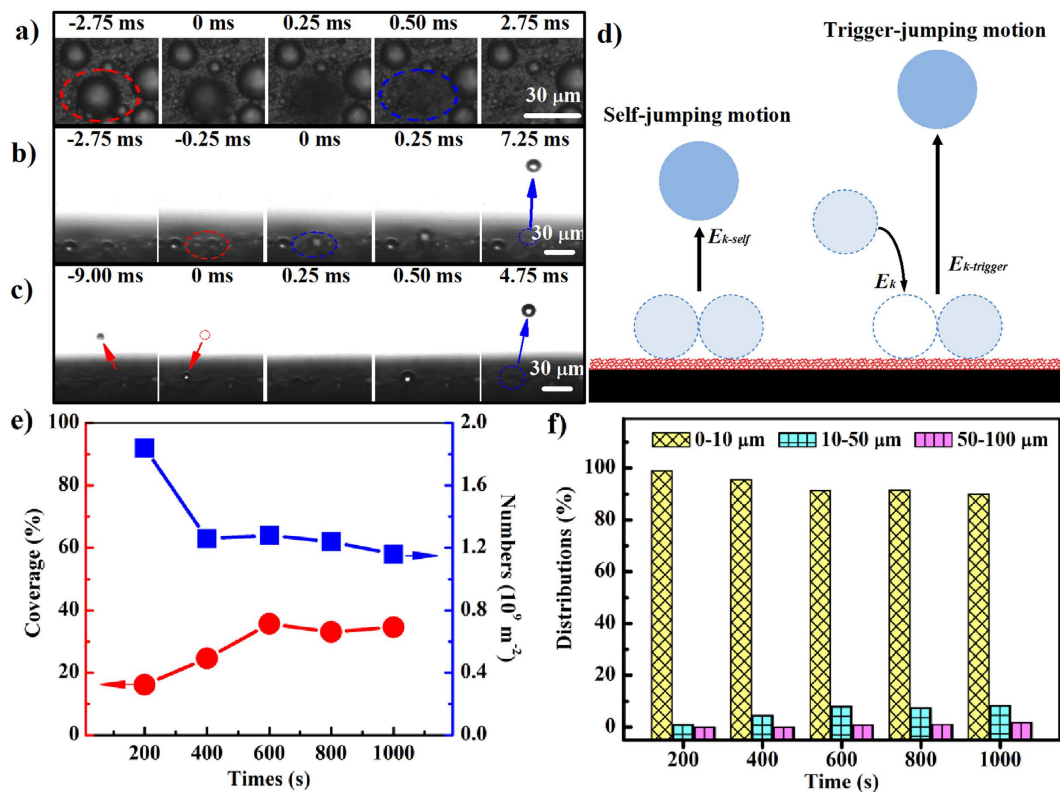 a)
-2.75 ms 0 ms 0.25 ms 0.50 ms 2.75 ms
30 μm
b)
-2.75 ms -0.25 ms 0 ms 0.25 ms 7.25 ms
30 μm
c)
-9.00 ms 0 ms 0.25 ms 0.50 ms 4.75 ms
30 μm
d)
Trigger-jumping motion
Self-jumping motion
E_k-self
E_k
E_k-trigger
e)
100
80
60
40
20
0
Coverage (%)
2.0
1.6
1.2
0.8
0.4
0.0
Numbers (10⁹ m⁻²)
200 400 600 800 1000
Times (s)
f)
0-10 μm 10-50 μm 50-100 μm
100
80
60
40
20
0
Distributions (%)
200 400 600 800 1000
Time (s)